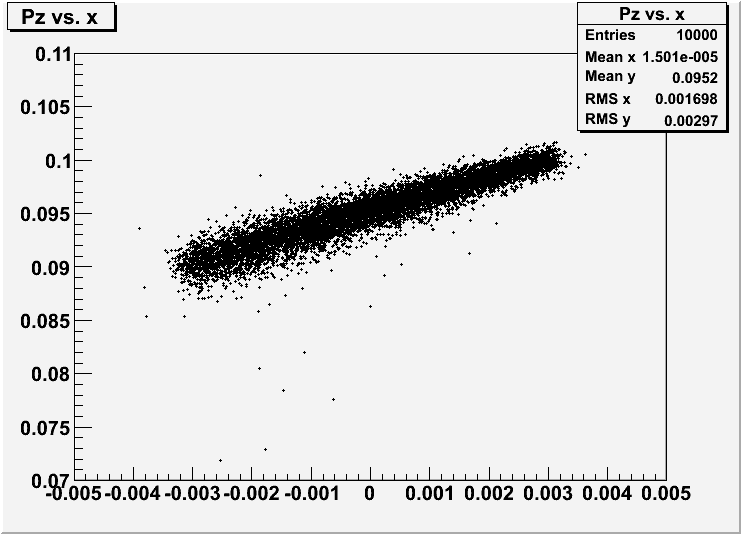 Pz vs. x
Pz vs. x
Entries 10000
Mean x 1.501e-005
Mean y 0.0952
RMS x 0.001698
RMS y 0.00297
0.11
0.105
0.1
0.095
0.09
0.085
0.08
0.075
0.07
-0.005 -0.004 -0.003 -0.002 -0.001 0 0.001 0.002 0.003 0.004 0.005